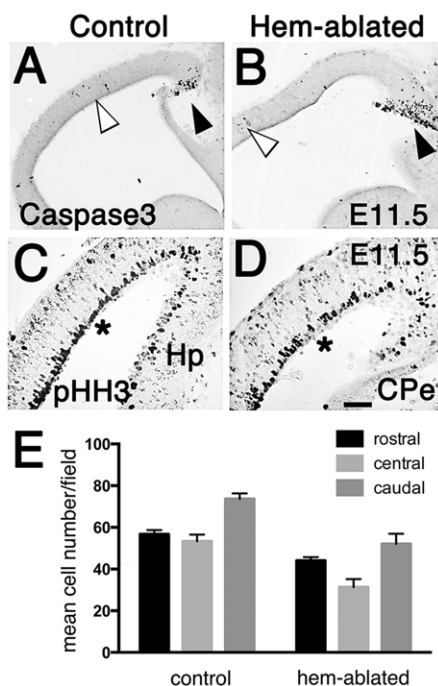 Control Hem-ablated
A B
Caspase3 E11.5
C D E11.5
Hp
pHH3 CPe
E
100
80
60
40
20
0
mean cell number/field
rostral
central
caudal
control hem-ablated